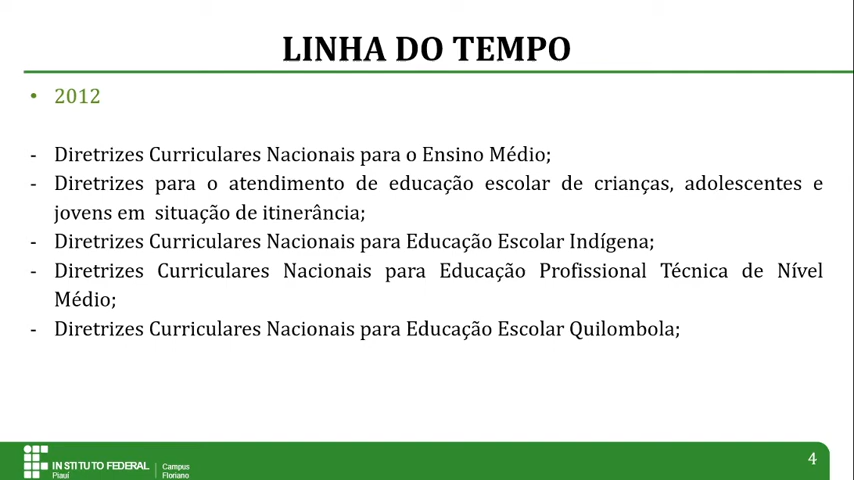 LINHA DO TEMPO
• 2012
- Diretrizes Curriculares Nacionais para o Ensino Médio;
- Diretrizes para o atendimento de educação escolar de crianças, adolescentes e
jovens em situação de itinerância;
- Diretrizes Curriculares Nacionais para Educação Escolar Indígena;
- Diretrizes Curriculares Nacionais para Educação Profissional Técnica de Nível
Médio;
- Diretrizes Curriculares Nacionais para Educação Escolar Quilombola;
4
INSTITUTO FEDERAL
Piauí
Campus
Floriano